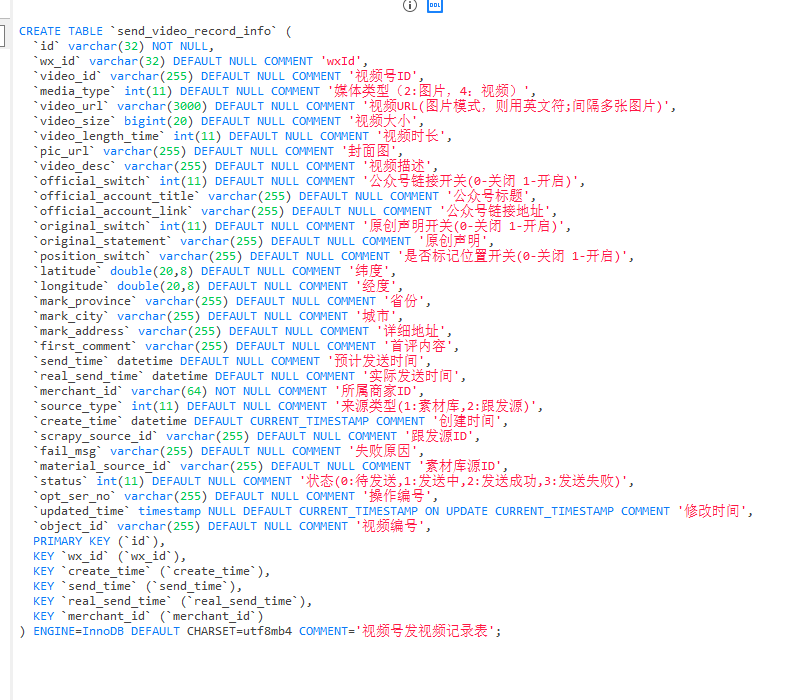 DDL
CREATE TABLE `send_video_record_info` (
`id` varchar(32) NOT NULL,
`wx_id` varchar(32) DEFAULT NULL COMMENT 'wxId',
`video_id` varchar(255) DEFAULT NULL COMMENT '视频号ID',
`media_type` int(11) DEFAULT NULL COMMENT '媒体类型（2:图片，4：视频）',
`video_url` varchar(3000) DEFAULT NULL COMMENT '视频URL(图片模式，则用英文符;间隔多张图片)',
`video_size` bigint(20) DEFAULT NULL COMMENT '视频大小',
`video_length_time` int(11) DEFAULT NULL COMMENT '视频时长',
`pic_url` varchar(255) DEFAULT NULL COMMENT '封面图',
`video_desc` varchar(255) DEFAULT NULL COMMENT '视频描述',
`official_switch` int(11) DEFAULT NULL COMMENT '公众号链接开关(0-关闭 1-开启)',
`official_account_title` varchar(255) DEFAULT NULL COMMENT '公众号标题',
`official_account_link` varchar(255) DEFAULT NULL COMMENT '公众号链接地址',
`original_switch` int(11) DEFAULT NULL COMMENT '原创声明开关(0-关闭 1-开启)',
`original_statement` varchar(255) DEFAULT NULL COMMENT '原创声明',
`position_switch` varchar(255) DEFAULT NULL COMMENT '是否标记位置开关(0-关闭 1-开启)',
`latitude` double(20,8) DEFAULT NULL COMMENT '纬度',
`longitude` double(20,8) DEFAULT NULL COMMENT '经度',
`mark_province` varchar(255) DEFAULT NULL COMMENT '省份',
`mark_city` varchar(255) DEFAULT NULL COMMENT '城市',
`mark_address` varchar(255) DEFAULT NULL COMMENT '详细地址',
`first_comment` varchar(255) DEFAULT NULL COMMENT '首评内容',
`send_time` datetime DEFAULT NULL COMMENT '预计发送时间',
`real_send_time` datetime DEFAULT NULL COMMENT '实际发送时间',
`merchant_id` varchar(64) NOT NULL COMMENT '所属商家ID',
`source_type` int(11) DEFAULT NULL COMMENT '来源类型(1:素材库,2:跟发源)',
`create_time` datetime DEFAULT CURRENT_TIMESTAMP COMMENT '创建时间',
`scrapy_source_id` varchar(255) DEFAULT NULL COMMENT '跟发源ID',
`fail_msg` varchar(255) DEFAULT NULL COMMENT '失败原因',
`material_source_id` varchar(255) DEFAULT NULL COMMENT '素材库源ID',
`status` int(11) DEFAULT NULL COMMENT '状态(0:待发送,1:发送中,2:发送成功,3:发送失败)',
`opt_ser_no` varchar(255) DEFAULT NULL COMMENT '操作编号',
`updated_time` timestamp NULL DEFAULT CURRENT_TIMESTAMP ON UPDATE CURRENT_TIMESTAMP COMMENT '修改时间',
`object_id` varchar(255) DEFAULT NULL COMMENT '视频编号',
PRIMARY KEY (`id`),
KEY `wx_id` (`wx_id`),
KEY `create_time` (`create_time`),
KEY `send_time` (`send_time`),
KEY `real_send_time` (`real_send_time`),
KEY `merchant_id` (`merchant_id`)
) ENGINE=InnoDB DEFAULT CHARSET=utf8mb4 COMMENT='视频号发视频记录表';